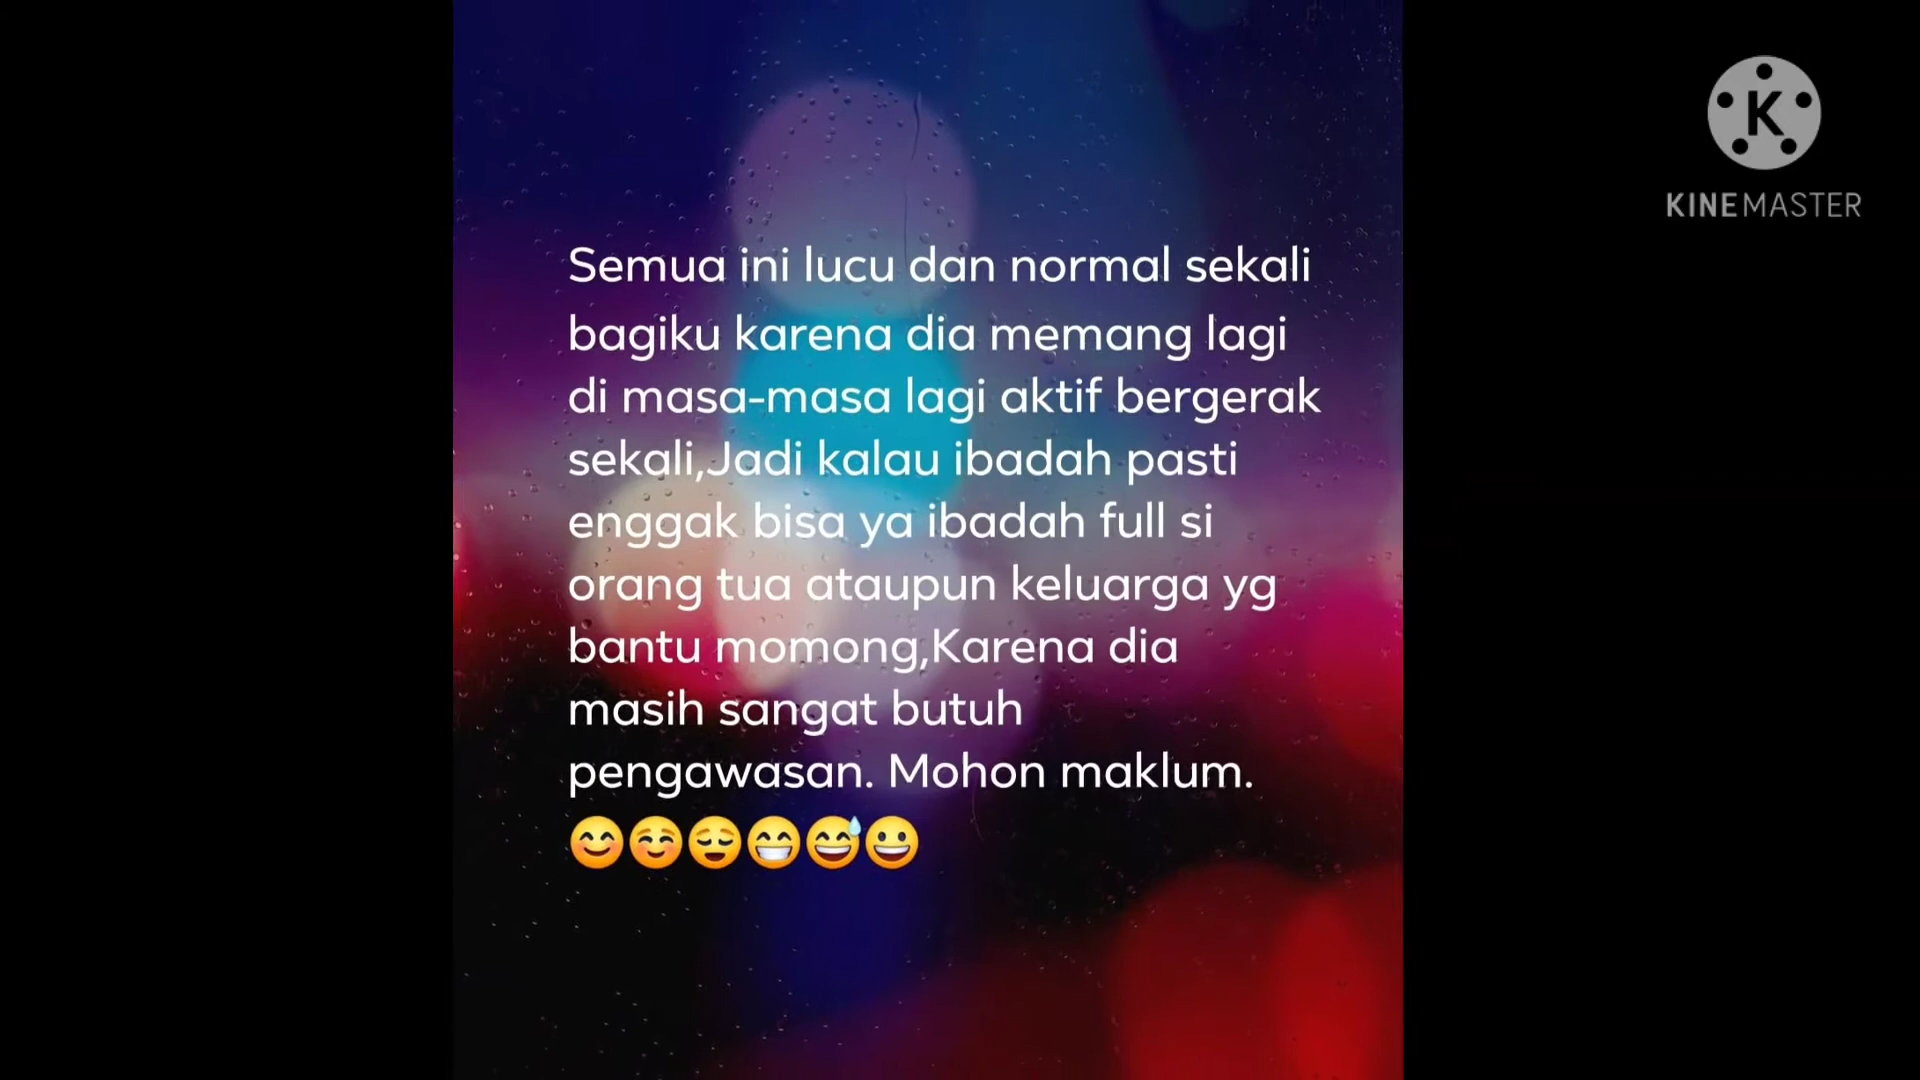 Semua ini lucu dan normal sekali
bagiku karena dia memang lagi
di masa-masa lagi aktif bergerak
sekali,Jadi kalau ibadah pasti
enggak bisa ya ibadah full si
orang tua ataupun keluarga yg
bantu momong,Karena dia
masih sangat butuh
pengawasan. Mohon maklum.
😊☺️😌😁😅😀
K
KINEMASTER